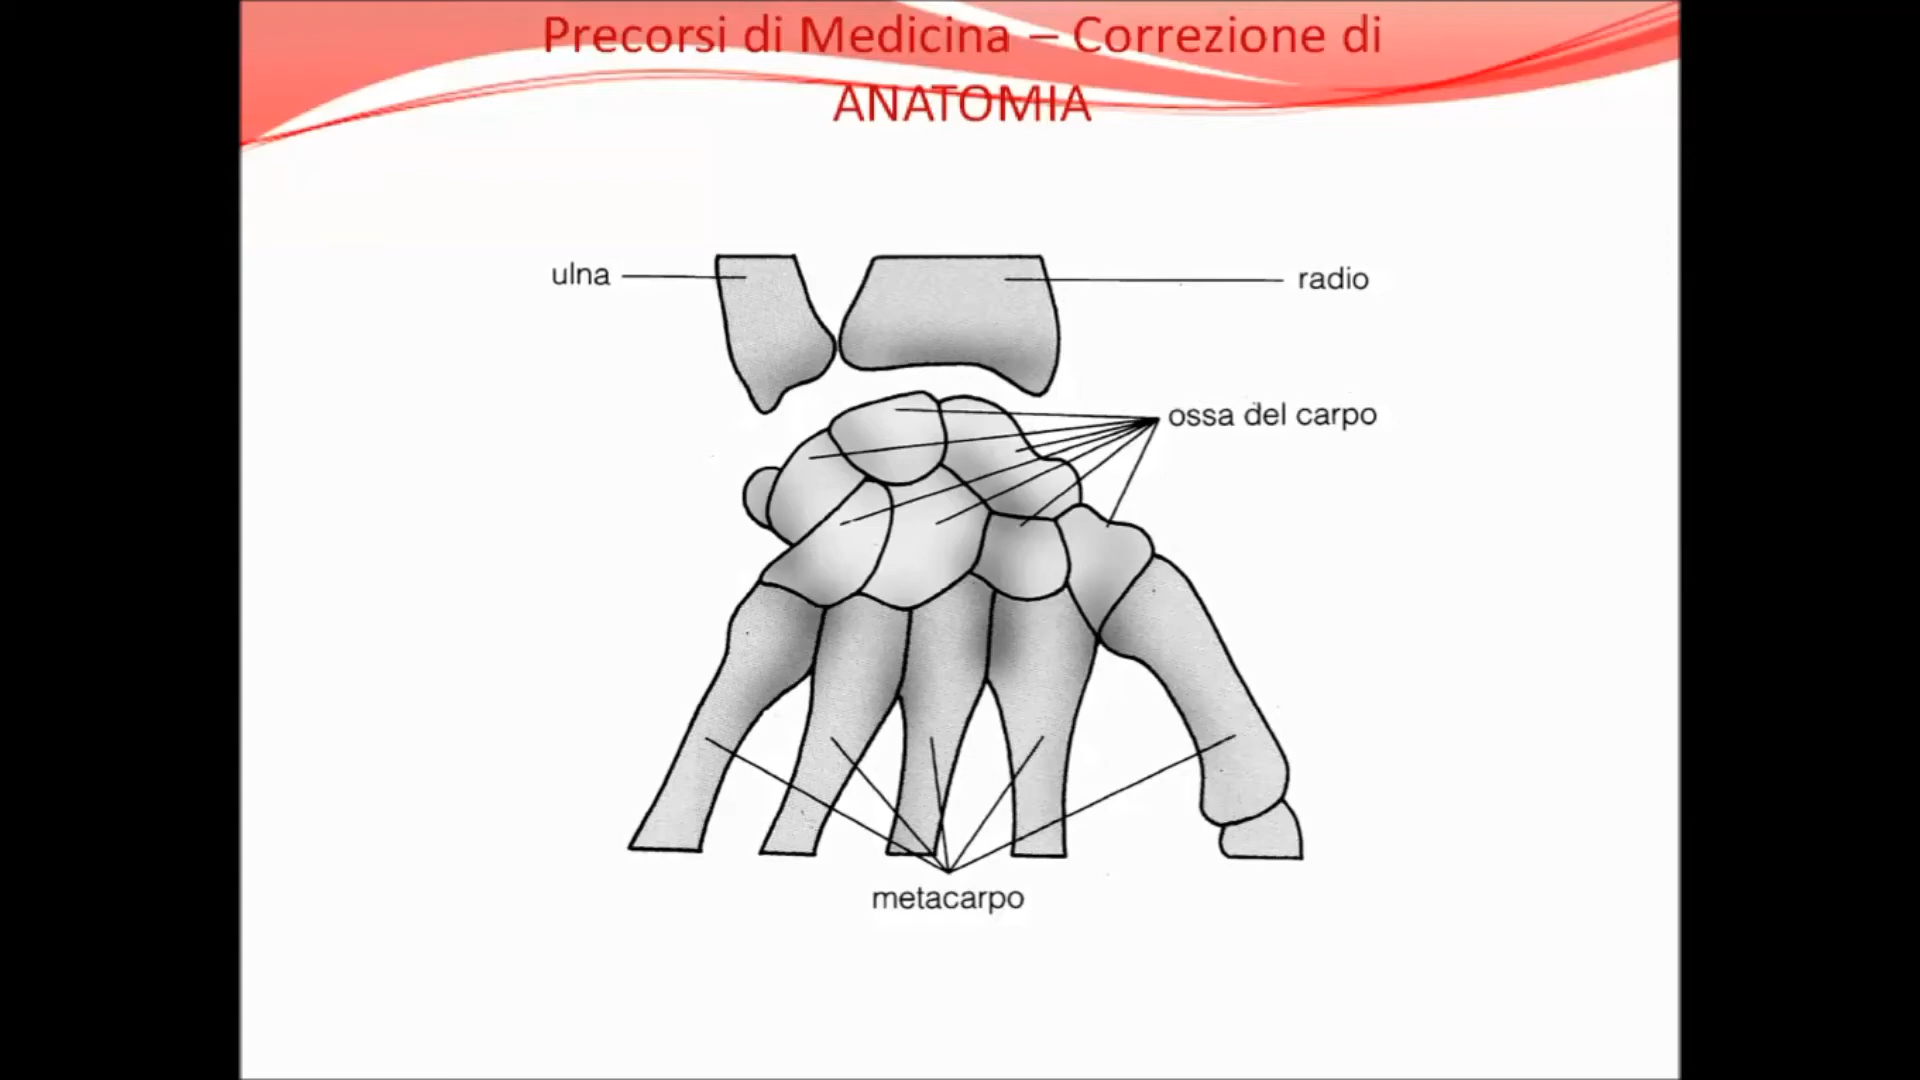 Precorsi di Medicina – Correzione di
ANATOMIA
ulna
radio
ossa del carpo
metacarpo